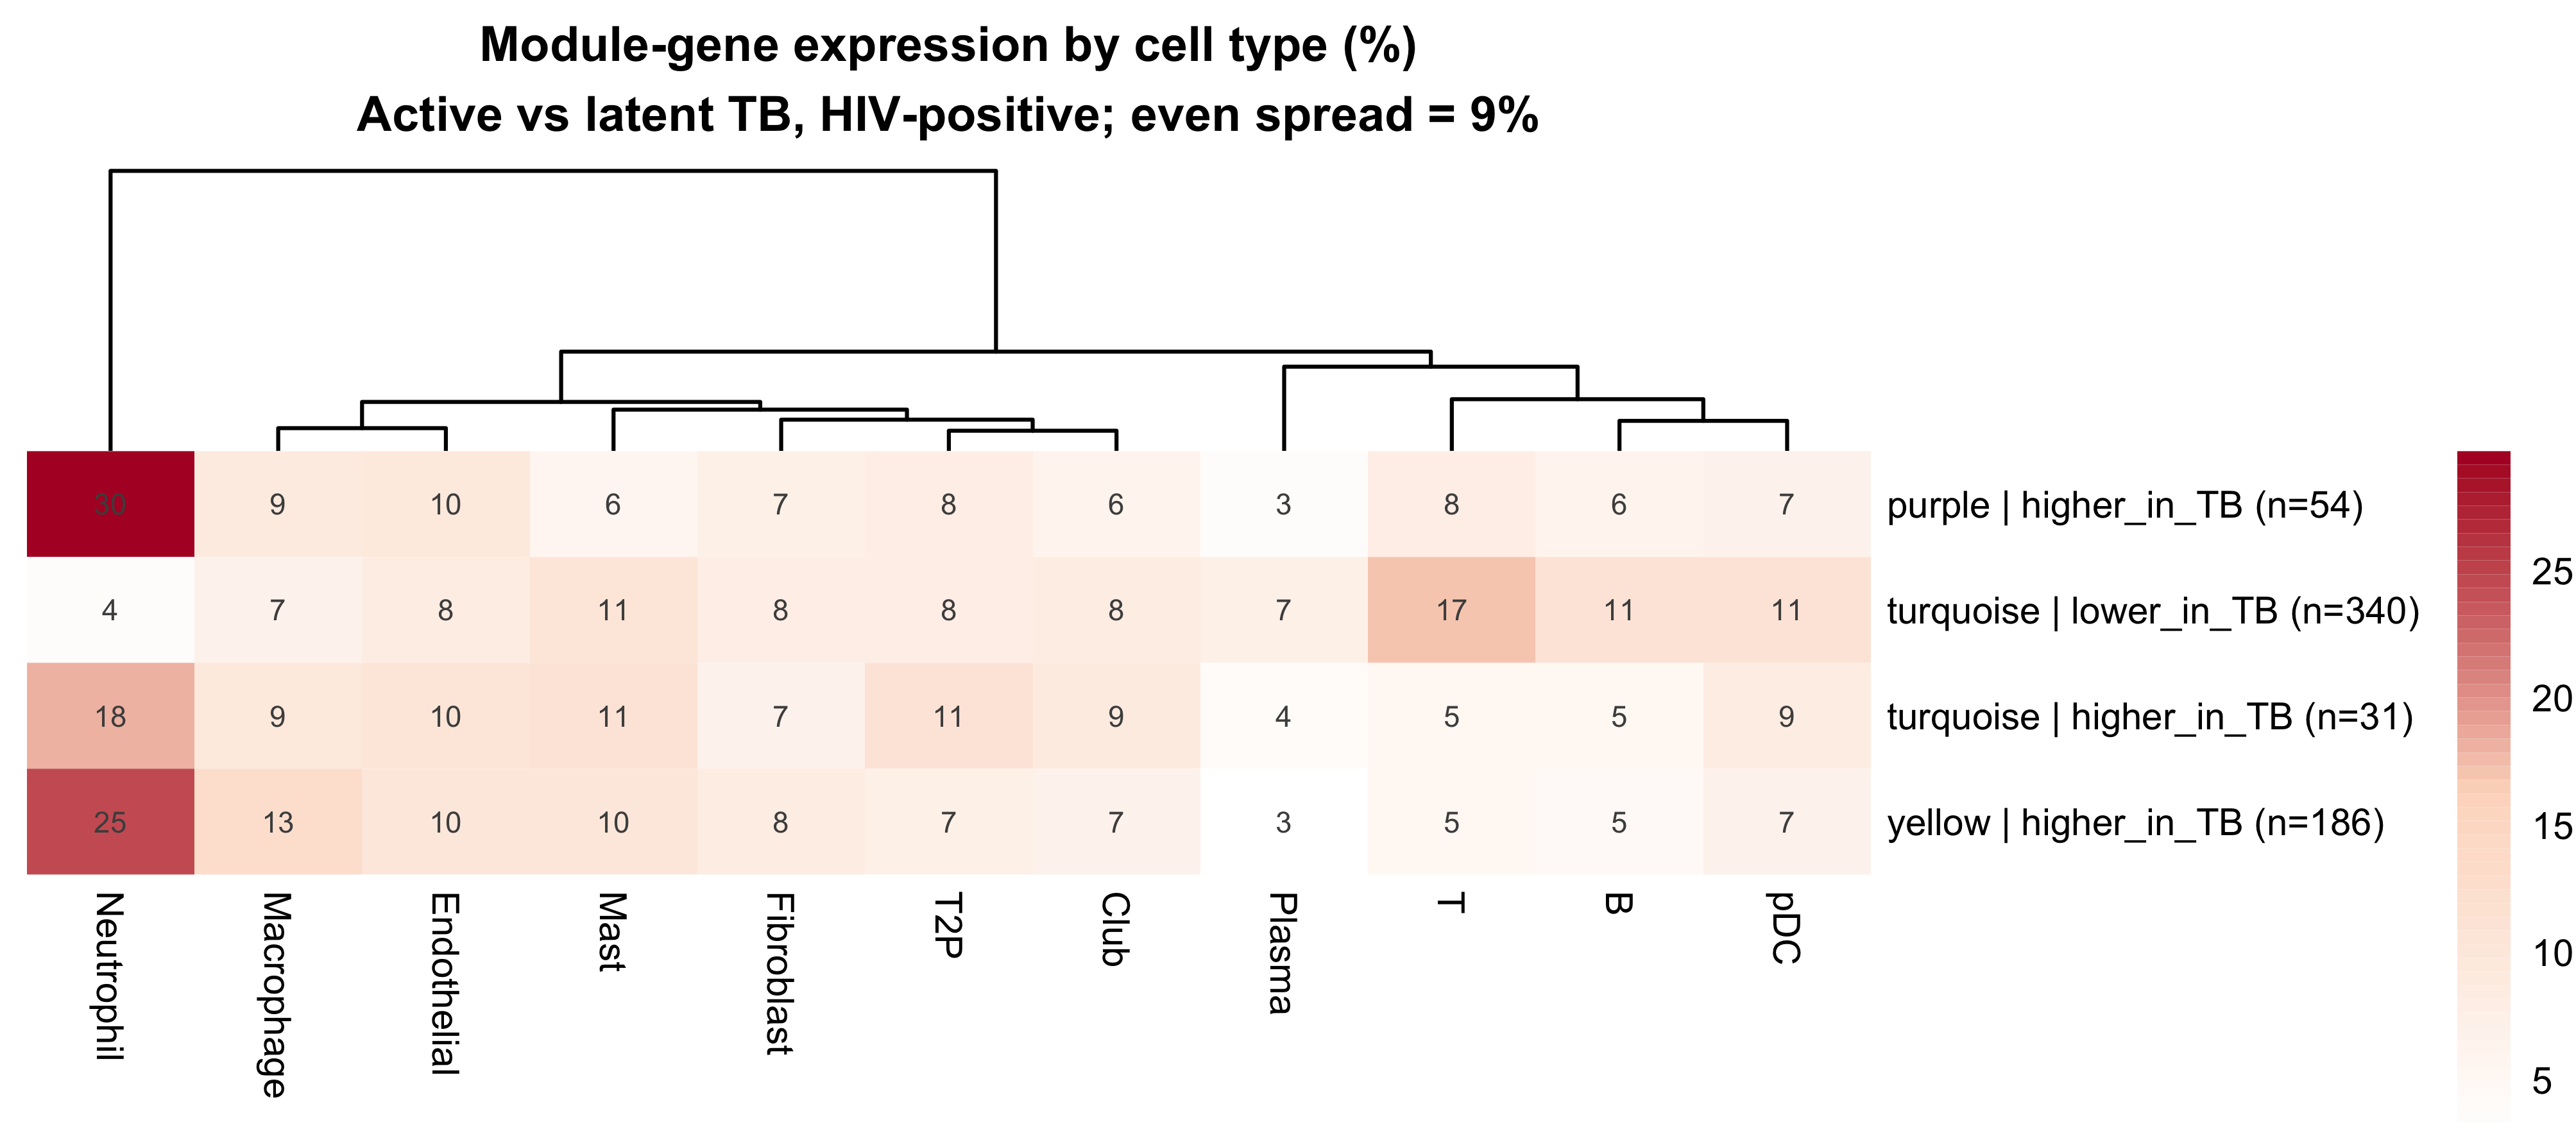 Module-gene expression by cell type (%)
Active vs latent TB, HIV-positive; even spread = 9%
30 9 10 6 7 8 6 3 8 6 7 purple | higher_in_TB (n=54)
4 7 8 11 8 8 8 7 17 11 11 turquoise | lower_in_TB (n=340)
18 9 10 11 7 11 9 4 5 5 9 turquoise | higher_in_TB (n=31)
25 13 10 10 8 7 7 3 5 5 7 yellow | higher_in_TB (n=186)
Neutrophil Macrophage Endothelial Mast Fibroblast T2P Club Plasma T B pDC
25
20
15
10
5